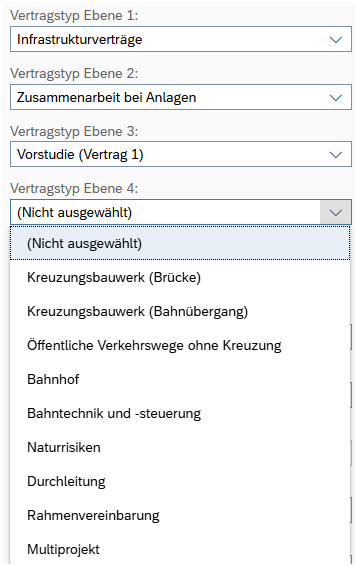 Vertragstyp Ebene 1:
Infrastrukturverträge
Vertragstyp Ebene 2:
Zusammenarbeit bei Anlagen
Vertragstyp Ebene 3:
Vorstudie (Vertrag 1)
Vertragstyp Ebene 4:
(Nicht ausgewählt)
(Nicht ausgewählt)
Kreuzungsbauwerk (Brücke)
Kreuzungsbauwerk (Bahnübergang)
Öffentliche Verkehrswege ohne Kreuzung
Bahnhof
Bahntechnik und -steuerung
Naturrisiken
Durchleitung
Rahmenvereinbarung
Multiprojekt